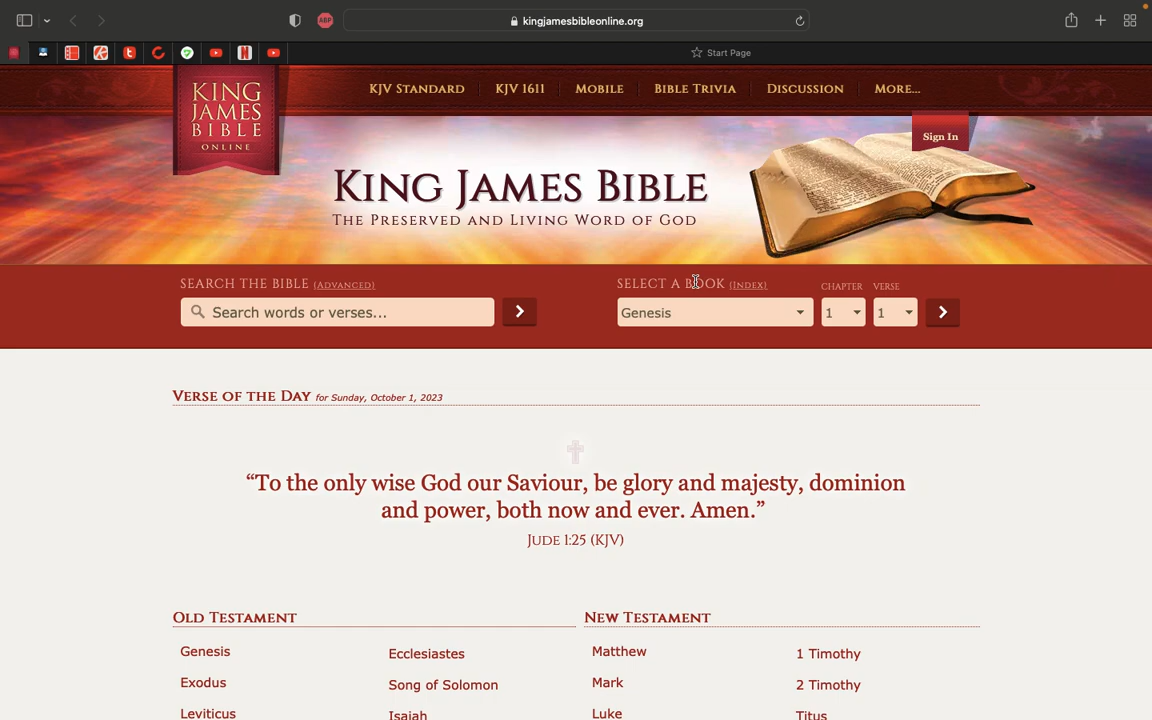 kingjamesbibleonline.org
ABP
Start Page
KING
JAMES
BIBLE
ONLINE
KJV STANDARD
KJV 1611
MOBILE
BIBLE TRIVIA
DISCUSSION
MORE...
Sign In
KING JAMES BIBLE
THE PRESERVED AND LIVING WORD OF GOD
SEARCH THE BIBLE (ADVANCED)
Search words or verses...
SELECT A BOOK (INDEX)
CHAPTER
VERSE
Genesis
1
1
VERSE OF THE DAY for Sunday, October 1, 2023
“To the only wise God our Saviour, be glory and majesty, dominion
and power, both now and ever. Amen.”
JUDE 1:25 (KJV)
OLD TESTAMENT
Genesis
Ecclesiastes
Exodus
Song of Solomon
Leviticus
Isaiah
NEW TESTAMENT
Matthew
1 Timothy
Mark
2 Timothy
Luke
Titus